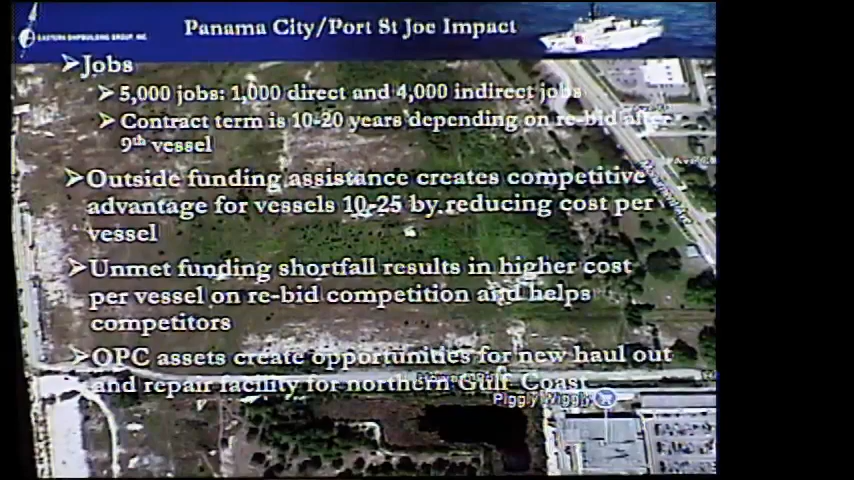 EASTERN SHIPBUILDING GROUP, INC.
Panama City/Port St Joe Impact
➢Jobs
➢5,000 jobs: 1,000 direct and 4,000 indirect jobs
➢Contract term is 10-20 years depending on re-bid after
9th vessel
➢Outside funding assistance creates competitive
advantage for vessels 10-25 by reducing cost per
vessel
➢Unmet funding shortfall results in higher cost
per vessel on re-bid competition and helps
competitors
➢OPC assets create opportunities for new haul out
and repair facility for northern Gulf Coast
Piggly Wiggly